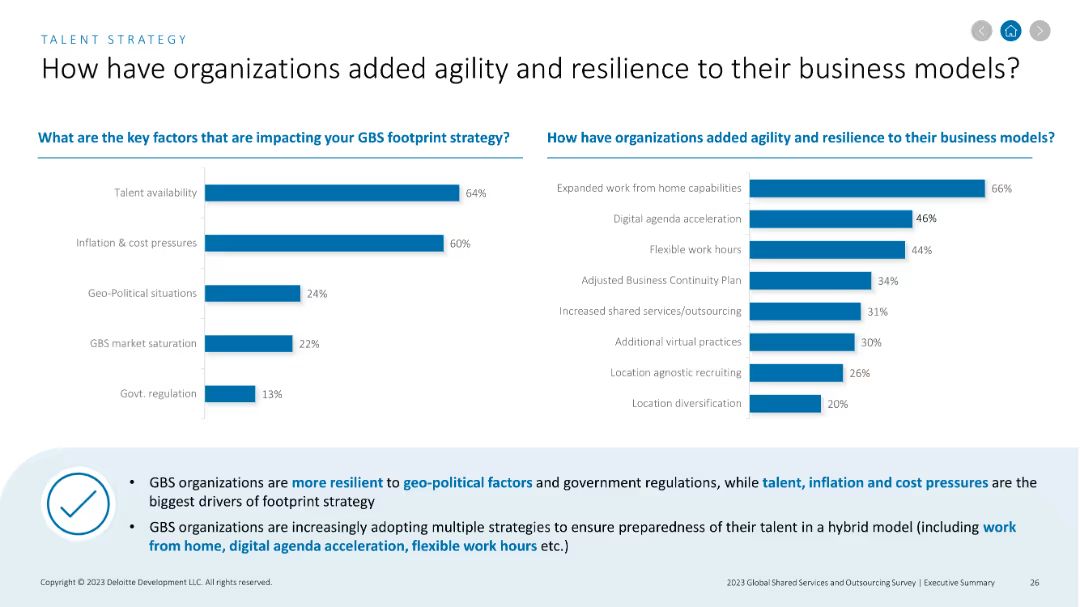 TALENT STRATEGY
How have organizations added agility and resilience to their business models?
What are the key factors that are impacting your GBS footprint strategy?
Talent availability 64%
Inflation & cost pressures 60%
Geo-Political situations 24%
GBS market saturation 22%
Govt. regulation 13%
How have organizations added agility and resilience to their business models?
Expanded work from home capabilities 66%
Digital agenda acceleration 46%
Flexible work hours 44%
Adjusted Business Continuity Plan 34%
Increased shared services/outsourcing 31%
Additional virtual practices 30%
Location agnostic recruiting 26%
Location diversification 20%
• GBS organizations are more resilient to geo-political factors and government regulations, while talent, inflation and cost pressures are the
biggest drivers of footprint strategy
• GBS organizations are increasingly adopting multiple strategies to ensure preparedness of their talent in a hybrid model (including work
from home, digital agenda acceleration, flexible work hours etc.)
Copyright © 2023 Deloitte Development LLC. All rights reserved.
2023 Global Shared Services and Outsourcing Survey | Executive Summary 26